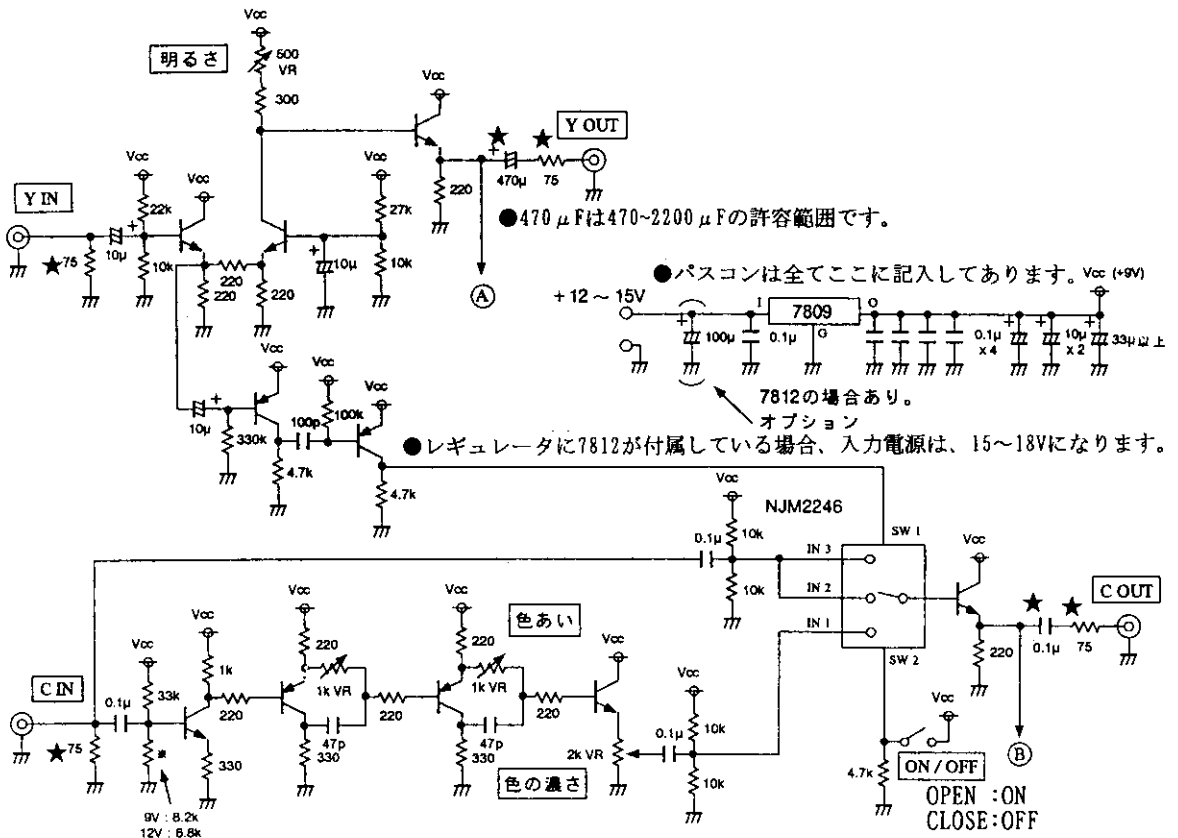 Vcc
明るさ
500
VR
300
Vcc
Y OUT
★
★
+
470μ
75
220
A
Y IN
Vcc
22k
Vcc
★75
+
10μ
10k
220
220
220
Vcc
27k
+
10μ
10k
●470μFは470~2200μFの許容範囲です。
●パスコンは全てここに記入してあります。
Vcc (+9V)
+12～15V
+
100μ
0.1μ
I
7809
O
G
0.1μ
x 4
+
+
10μ
x 2
+
33μ以上
7812の場合あり。
オプション
●レギュレータに7812が付属している場合、入力電源は、15～18Vになります。
Vcc
+
10μ
330k
4.7k
100p
Vcc
100k
4.7k
NJM2246
Vcc
0.1μ
10k
10k
SW 1
IN 3
IN 2
IN 1
SW 2
Vcc
★
★
C OUT
0.1μ
75
220
B
Vcc
ON / OFF
4.7k
OPEN :ON
CLOSE:OFF
C IN
★75
0.1μ
Vcc
33k
※
9V : 8.2k
12V : 6.8k
Vcc
1k
220
330
Vcc
220
1k VR
47p
330
220
Vcc
220
色あい
1k VR
47p
330
220
Vcc
2k VR
色の濃さ
0.1μ
Vcc
10k
10k